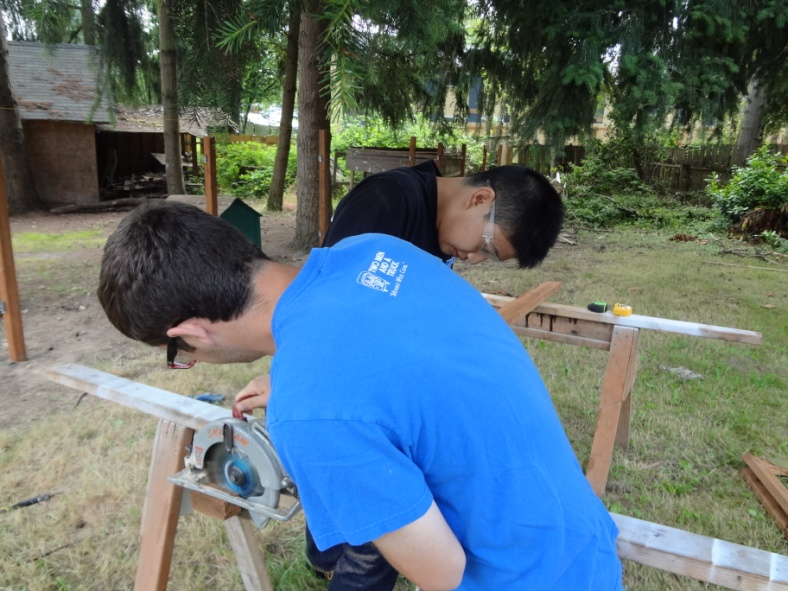 TWO MEN
AND A
TRUCK
"Movers Who Care."